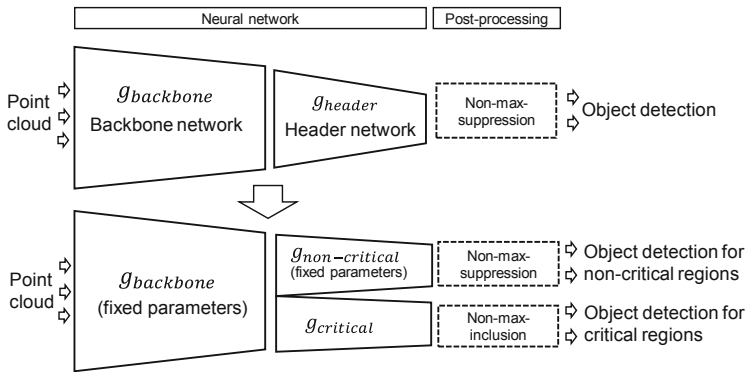 Neural network
Post-processing
Point
cloud
g_backbone
Backbone network
g_header
Header network
Non-max-
suppression
Object detection
Point
cloud
g_backbone
(fixed parameters)
g_non-critical
(fixed parameters)
Non-max-
suppression
Object detection for
non-critical regions
g_critical
Non-max-
inclusion
Object detection for
critical regions